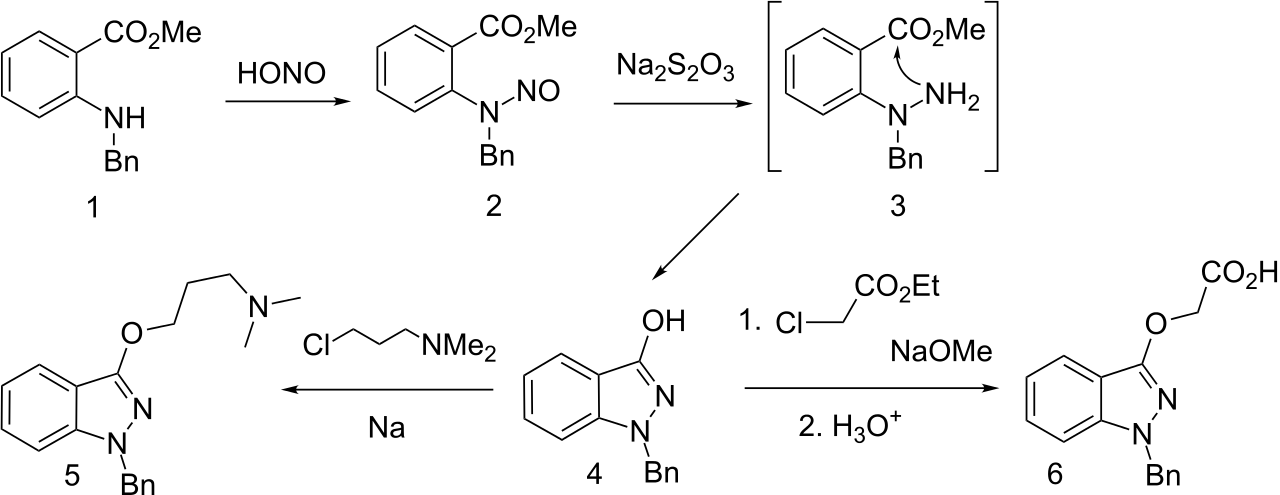 CO₂Me
NH
Bn
1
HONO
CO₂Me
NO
N
Bn
2
Na₂S₂O₃
CO₂Me
NH₂
N
Bn
3
N
O
N
N
Bn
5
Cl
NMe₂
Na
OH
N
N
Bn
4
CO₂Et
1. Cl
NaOMe
2. H₃O⁺
CO₂H
O
N
N
Bn
6